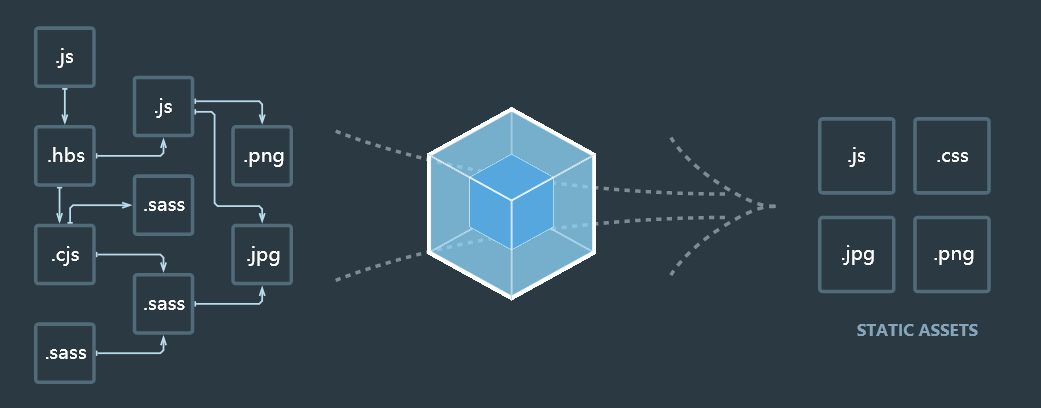 .js
.js
.hbs
.png
.sass
.cjs
.jpg
.sass
.sass
.js
.css
.jpg
.png
STATIC ASSETS